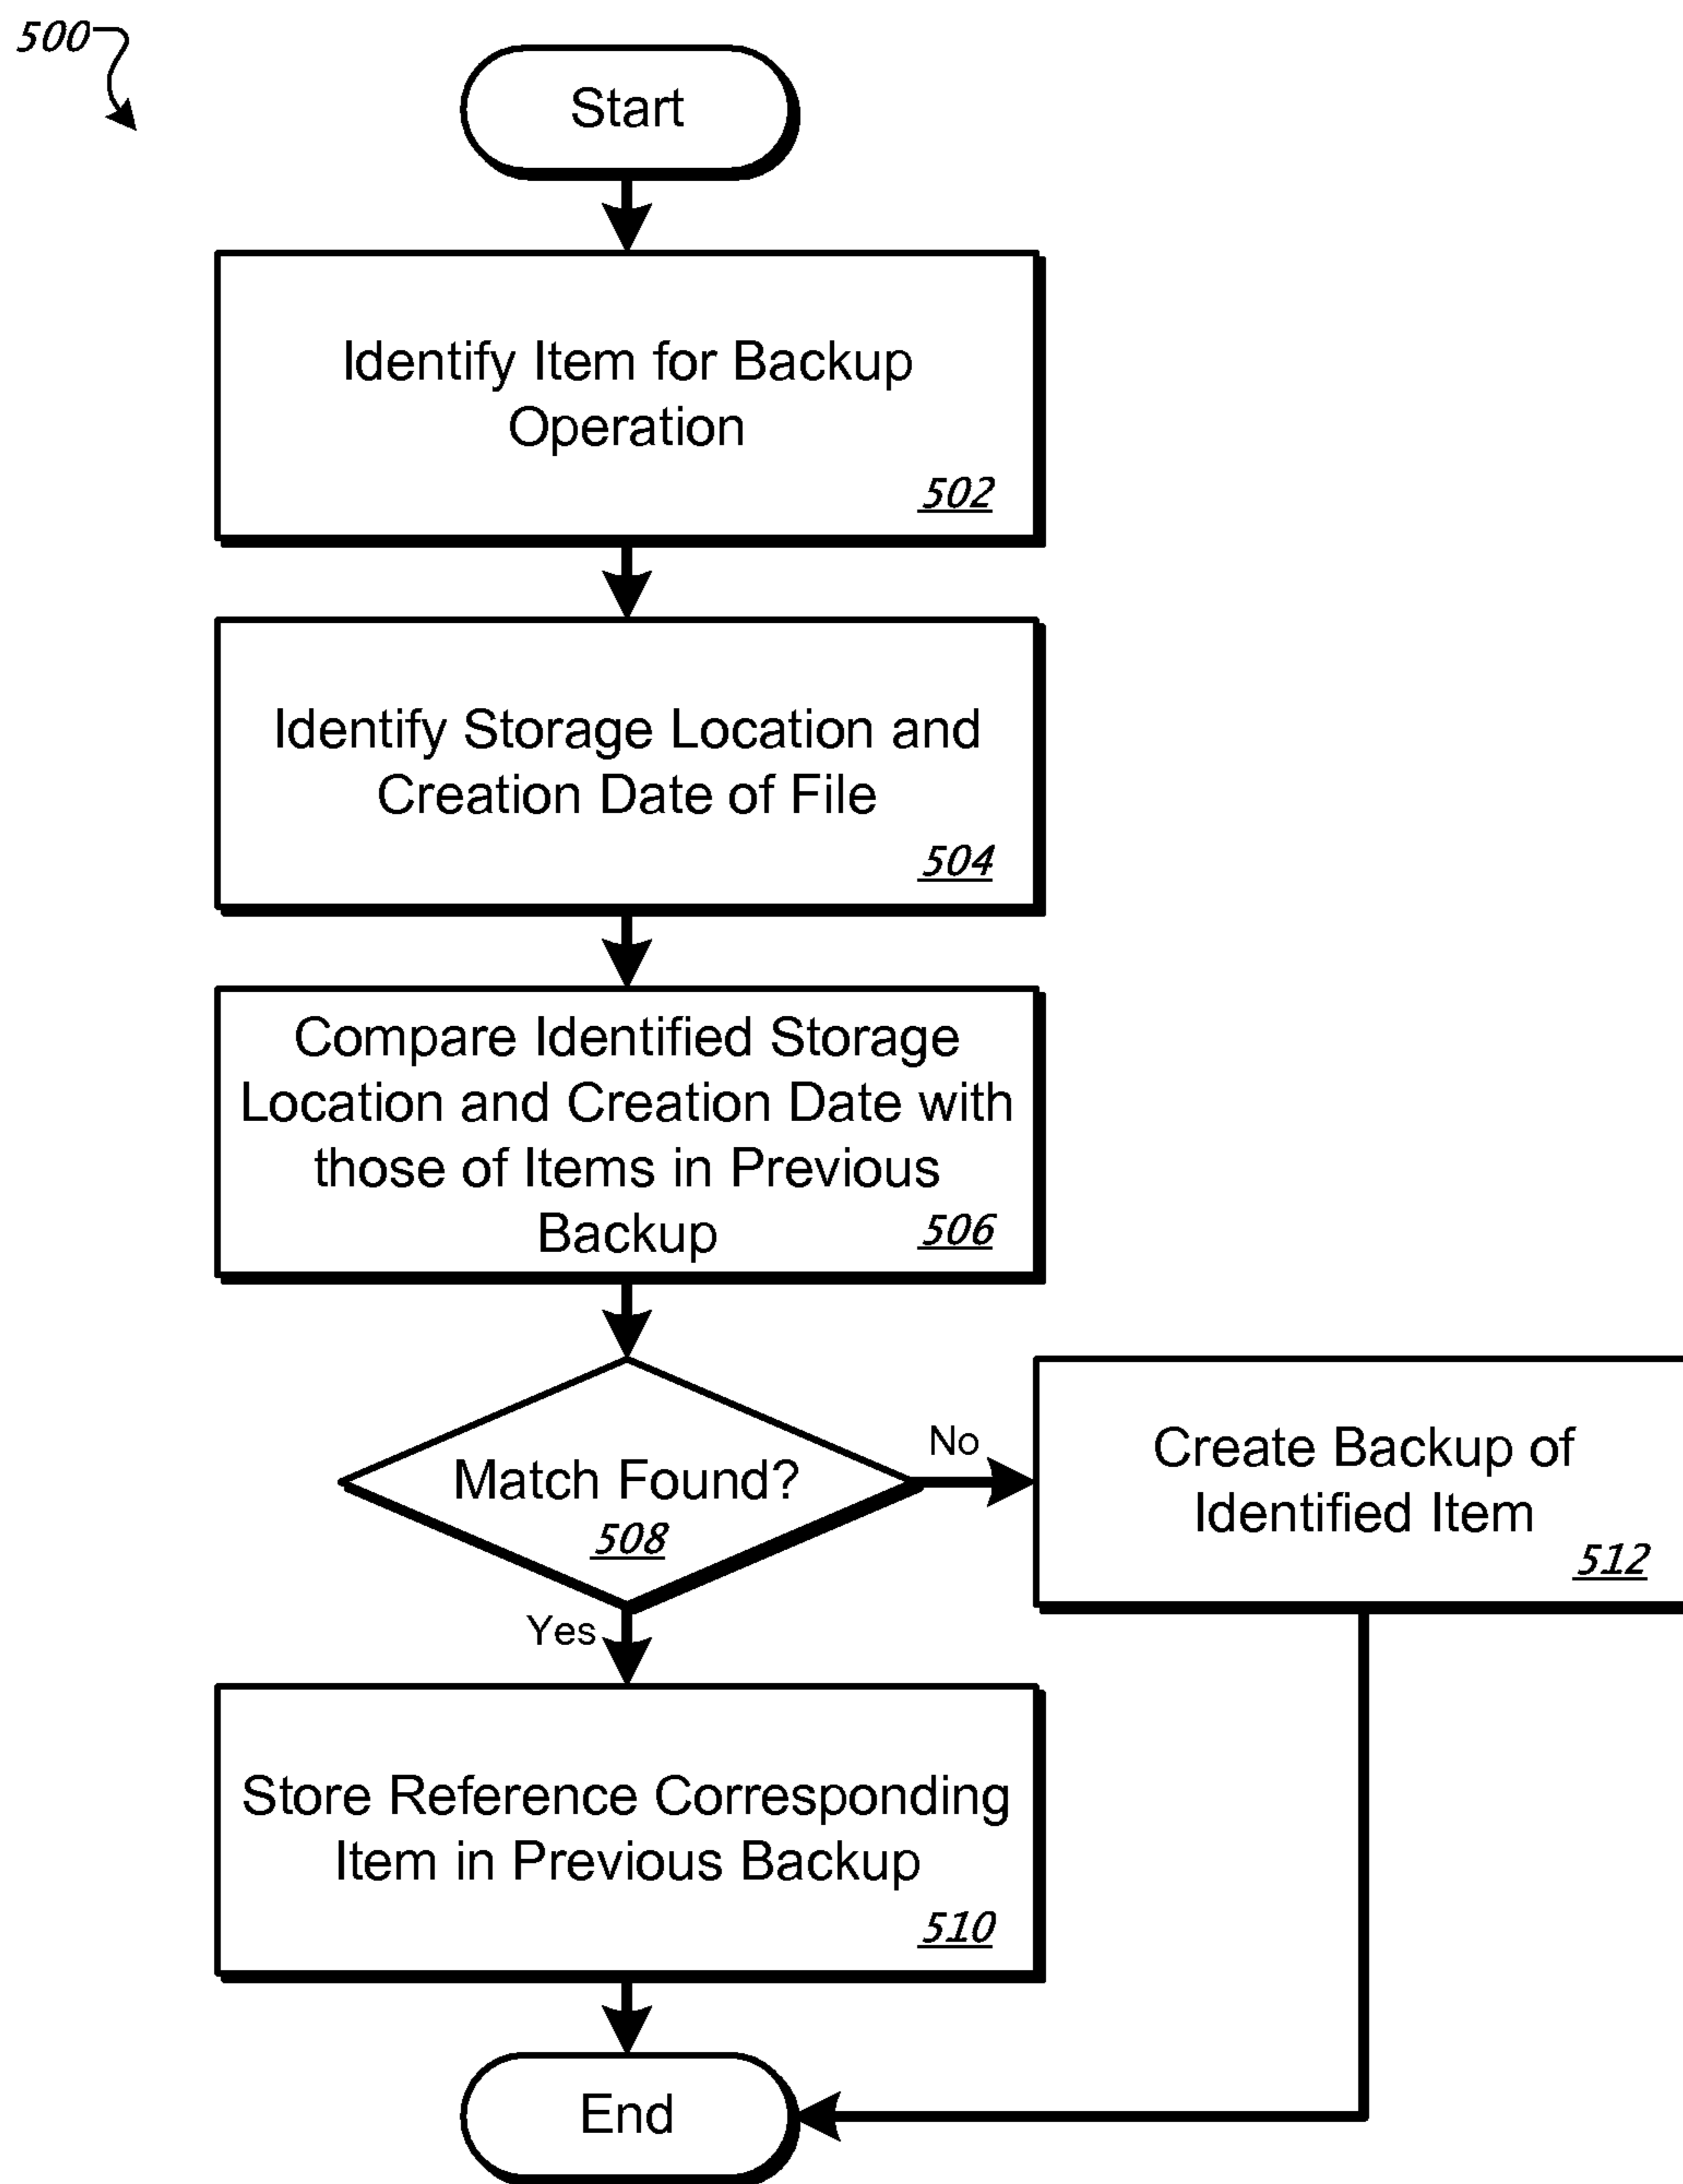 500
Start
Identify Item for Backup
Operation
502
Identify Storage Location and
Creation Date of File
504
Compare Identified Storage
Location and Creation Date with
those of Items in Previous
Backup
506
Match Found?
508
No
Create Backup of
Identified Item
512
Yes
Store Reference Corresponding
Item in Previous Backup
510
End